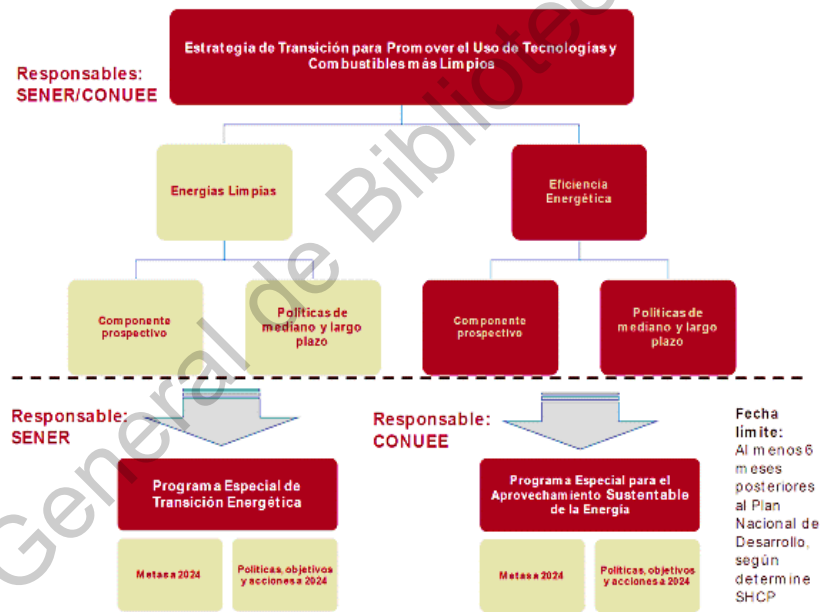 Estrategia de Transición para Promover el Uso de Tecnologías y
Combustibles más Limpios
Responsables:
SENER/CONUEE
Energías Limpias
Eficiencia
Energética
Componente
prospectivo
Políticas de
mediano y largo
plazo
Componente
prospectivo
Políticas de
mediano y largo
plazo
Responsable:
SENER
Responsable:
CONUEE
Fecha
límite:
Al menos 6
meses
posteriores
al Plan
Nacional de
Desarrollo,
según
determine
SHCP
Programa Especial de
Transición Energética
Programa Especial para el
Aprovechamiento Sustentable
de la Energía
Metas a 2024
Políticas, objetivos
y acciones a 2024
Metas a 2024
Políticas, objetivos
y acciones a 2024
General de Bibliotec